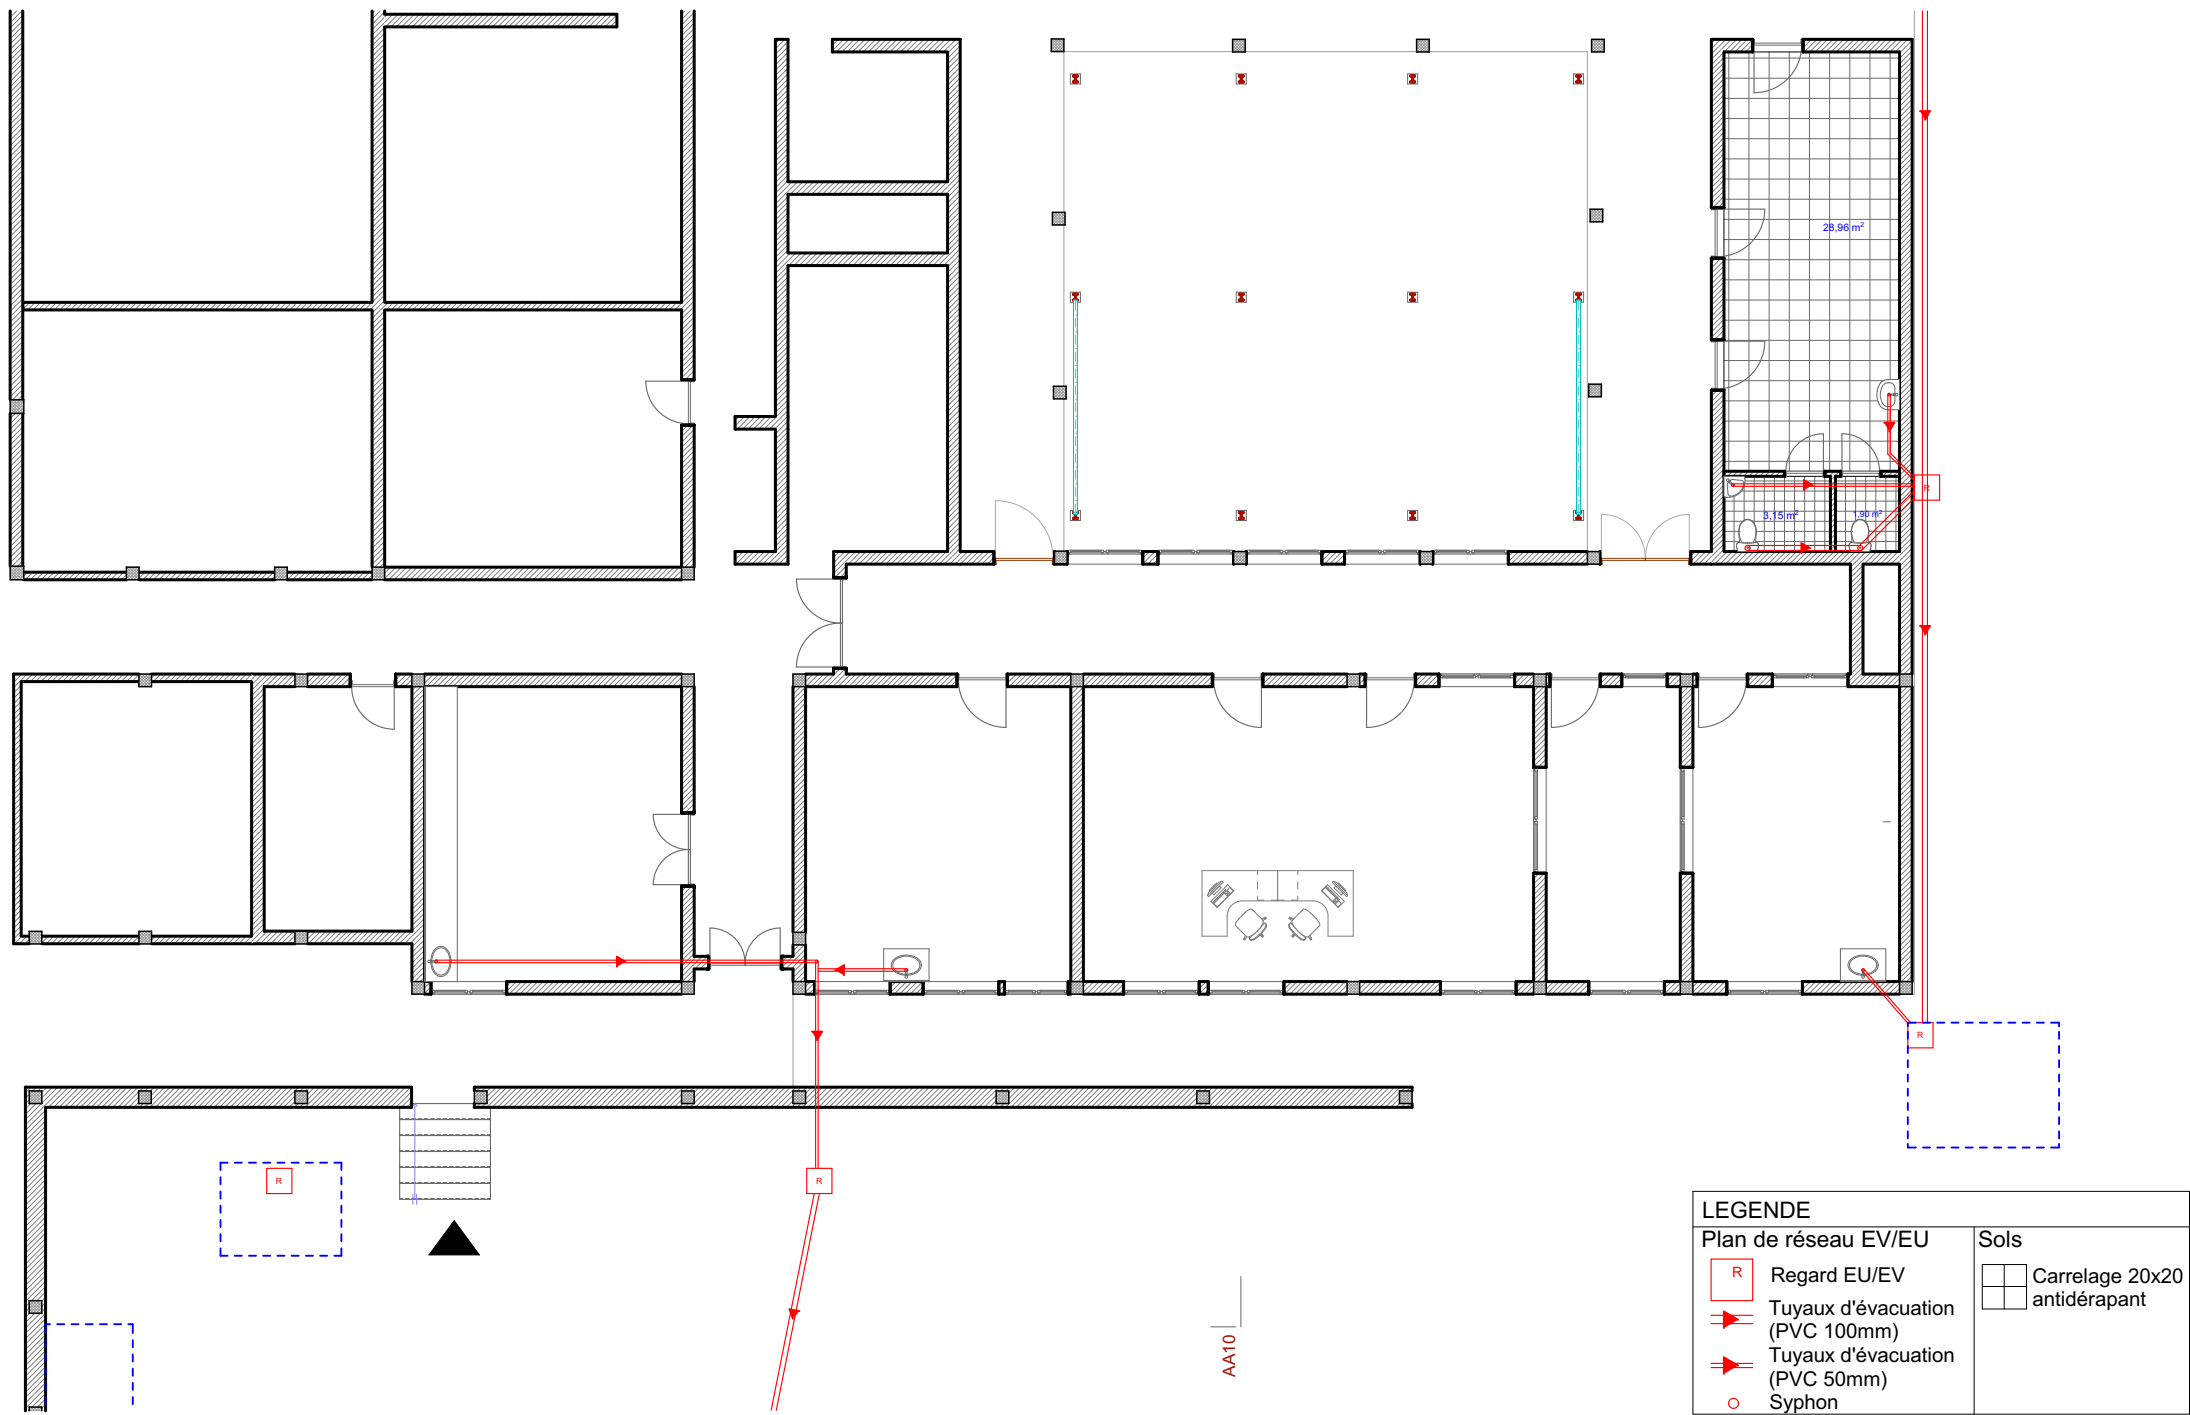 28,96 m²
R
3,15 m²
1,90 m²
R
R
R
AA10
LEGENDE
Plan de réseau EV/EU
Sols
R
Regard EU/EV
Carrelage 20x20
antidérapant
Tuyaux d'évacuation
(PVC 100mm)
Tuyaux d'évacuation
(PVC 50mm)
Syphon